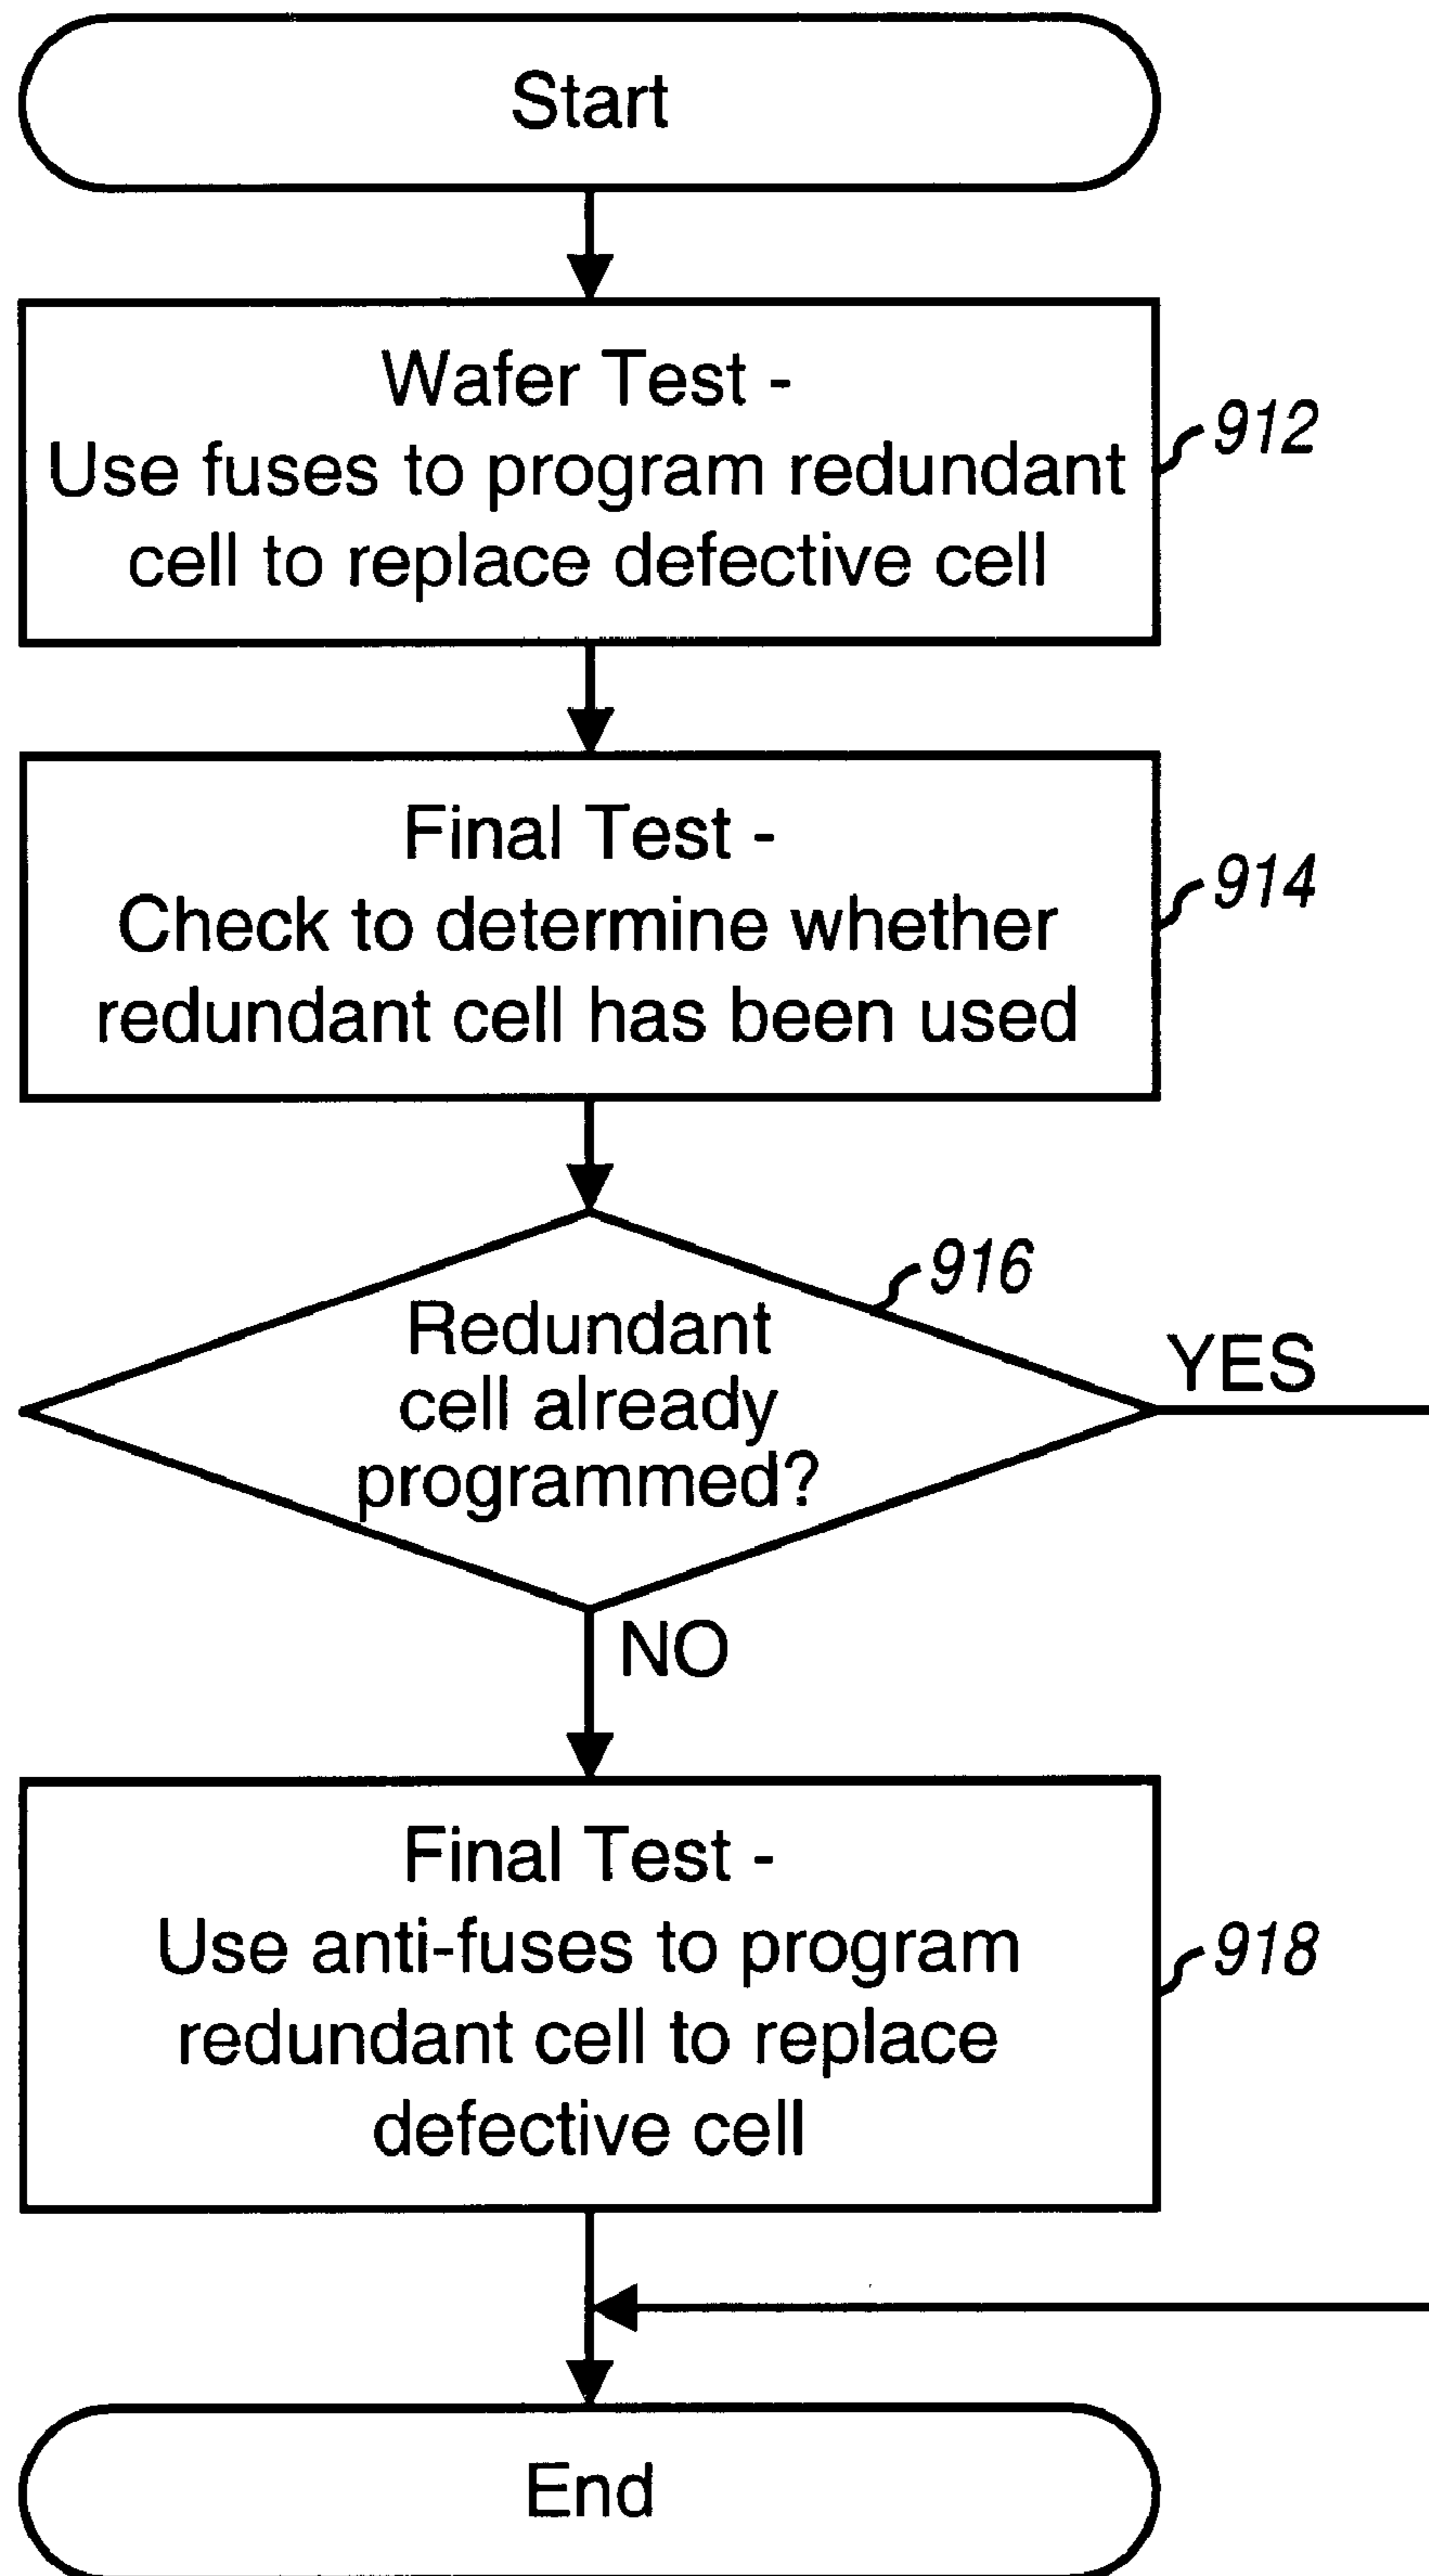 Start
Wafer Test -
Use fuses to program redundant
cell to replace defective cell
912
Final Test -
Check to determine whether
redundant cell has been used
914
916
Redundant
cell already
programmed?
YES
NO
Final Test -
Use anti-fuses to program
redundant cell to replace
defective cell
918
End